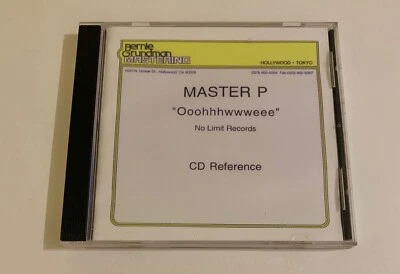 Bernie
Grundman
MASTERING
HOLLYWOOD - TOKYO
MASTER P
"Ooohhhwwweee"
No Limit Records
CD Reference